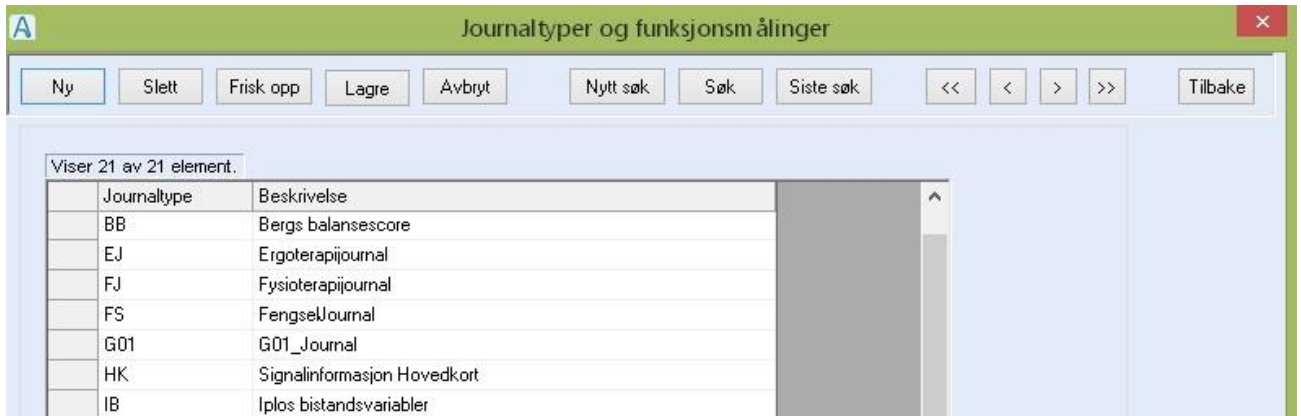 A Journaltyper og funksjonsmålinger ×
Ny Slett Frisk opp Lagre Avbryt Nytt søk Søk Siste søk << < > >> Tilbake
Viser 21 av 21 element.
Journaltype Beskrivelse
BB Bergs balansescore
EJ Ergoterapijournal
FJ Fysioterapijournal
FS FengselJournal
G01 G01_Journal
HK Signalinformasjon Hovedkort
IB Iplos bistandsvariabler